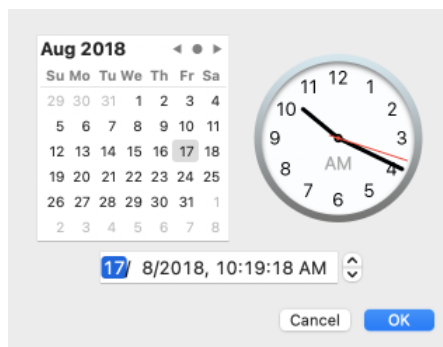 Aug 2018
Su Mo Tu We Th Fr Sa
29 30 31 1 2 3 4
5 6 7 8 9 10 11
12 13 14 15 16 17 18
19 20 21 22 23 24 25
26 27 28 29 30 31 1
2 3 4 5 6 7 8
12
1
2
3
4
5
6
7
8
9
10
11
AM
17/ 8/2018, 10:19:18 AM
Cancel
OK